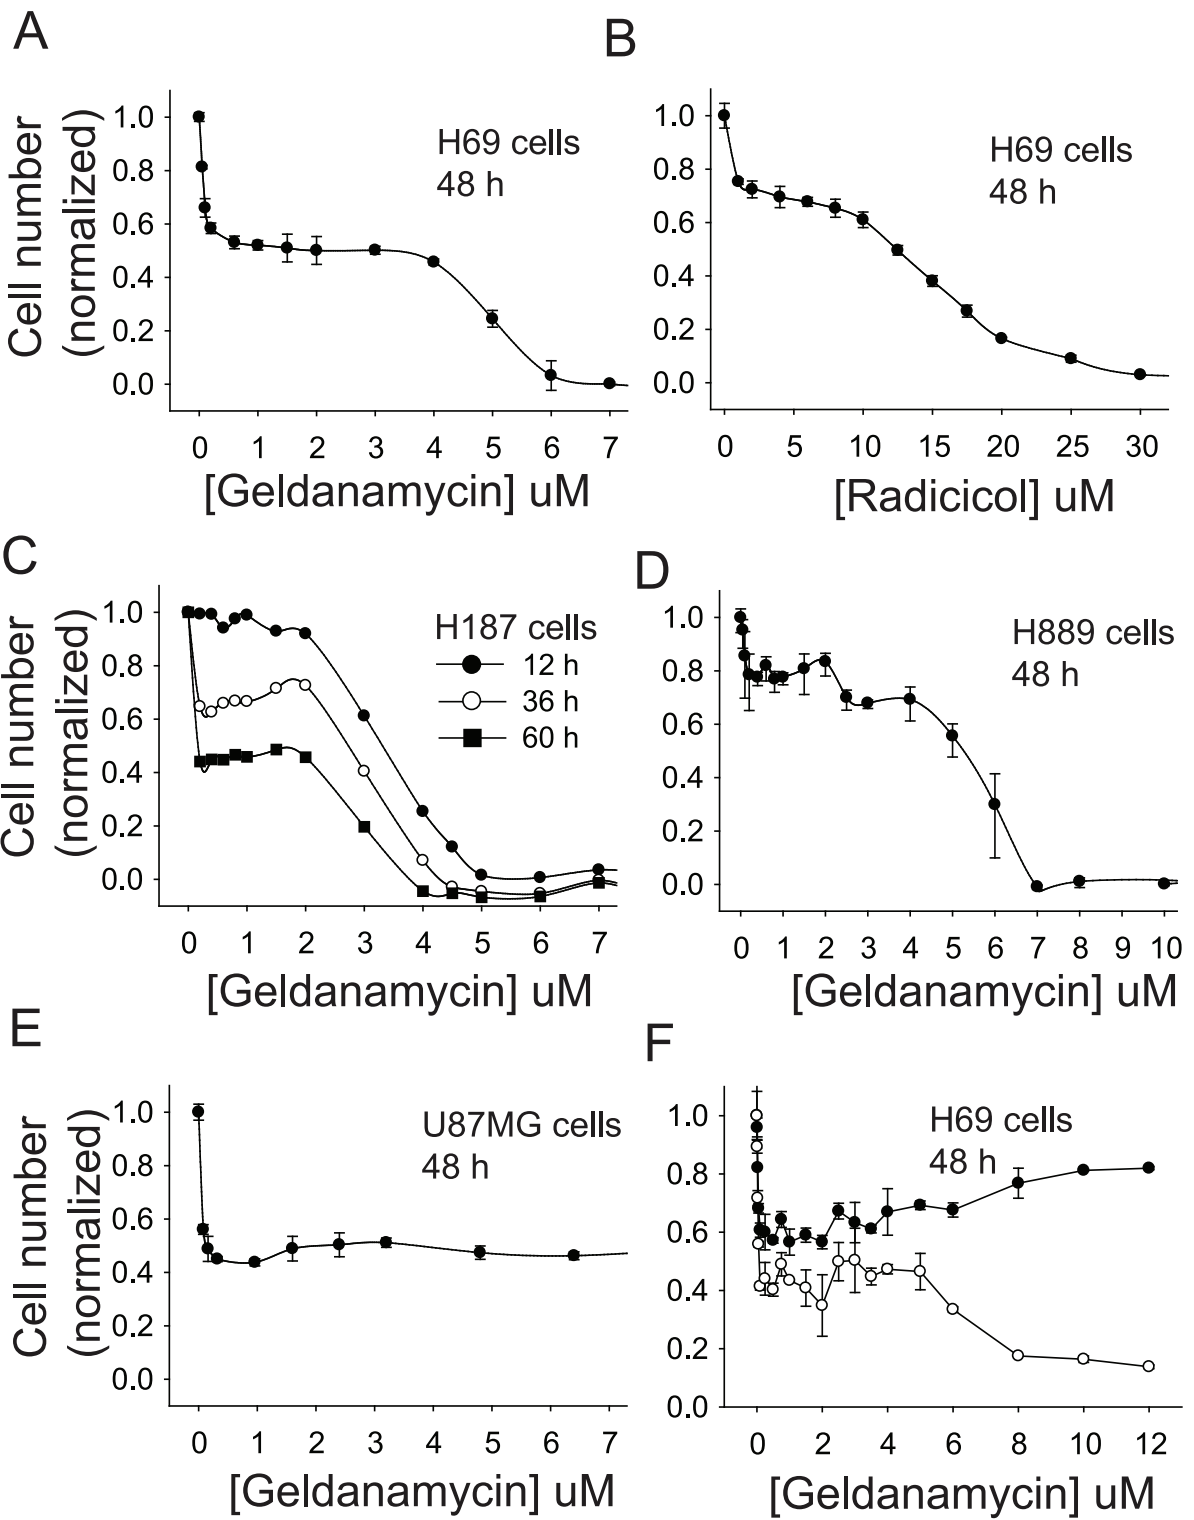 A
Cell number
(normalized)
1.0
0.8
0.6
0.4
0.2
0.0
H69 cells
48 h
0 1 2 3 4 5 6 7
[Geldanamycin] uM
B
1.0
0.8
0.6
0.4
0.2
0.0
H69 cells
48 h
0 5 10 15 20 25 30
[Radicicol] uM
C
Cell number
(normalized)
1.0
0.8
0.6
0.4
0.2
0.0
H187 cells
12 h
36 h
60 h
0 1 2 3 4 5 6 7
[Geldanamycin] uM
D
1.0
0.8
0.6
0.4
0.2
0.0
H889 cells
48 h
0 1 2 3 4 5 6 7 8 9 10
[Geldanamycin] uM
E
Cell number
(normalized)
1.0
0.8
0.6
0.4
0.2
0.0
U87MG cells
48 h
0 1 2 3 4 5 6 7
[Geldanamycin] uM
F
1.0
0.8
0.6
0.4
0.2
0.0
H69 cells
48 h
0 2 4 6 8 10 12
[Geldanamycin] uM